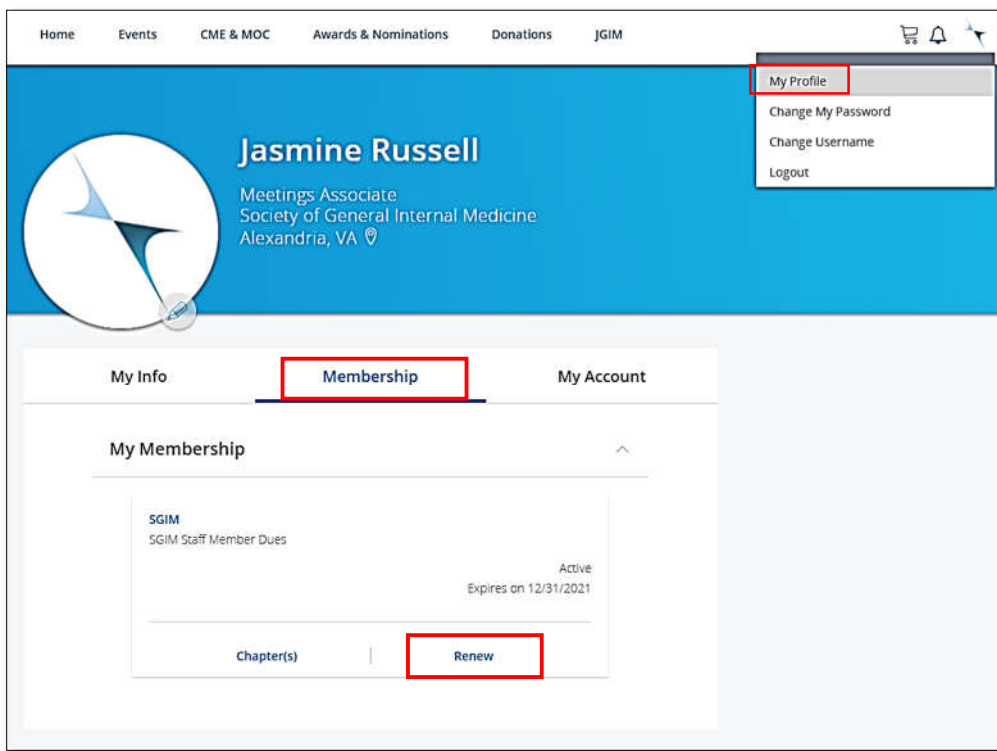 Home Events CME & MOC Awards & Nominations Donations JGIM
My Profile
Change My Password
Change Username
Logout
Jasmine Russell
Meetings Associate
Society of General Internal Medicine
Alexandria, VA
My Info Membership My Account
My Membership
SGIM
SGIM Staff Member Dues
Active
Expires on 12/31/2021
Chapter(s) | Renew